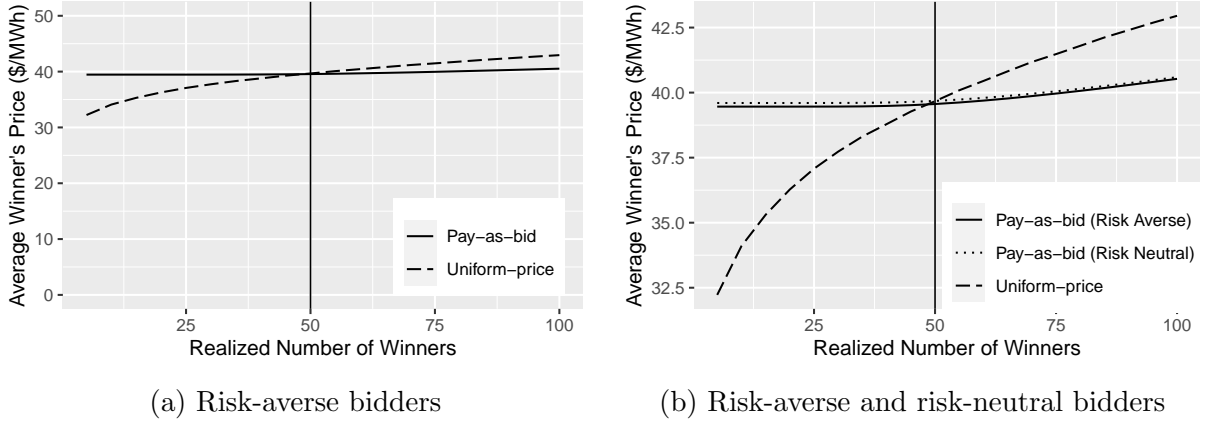 Average Winner's Price ($/MWh)
50
40
30
20
10
0
25
50
75
100
Realized Number of Winners
Pay−as−bid
Uniform−price
(a) Risk-averse bidders
Average Winner's Price ($/MWh)
42.5
40.0
37.5
35.0
32.5
25
50
75
100
Realized Number of Winners
Pay−as−bid (Risk Averse)
Pay−as−bid (Risk Neutral)
Uniform−price
(b) Risk-averse and risk-neutral bidders